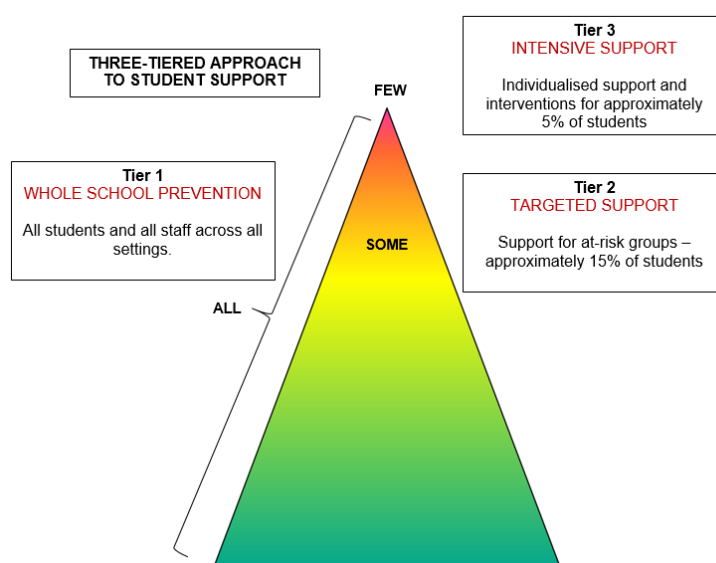 THREE-TIERED APPROACH
TO STUDENT SUPPORT
Tier 1
WHOLE SCHOOL PREVENTION
All students and all staff across all
settings.
FEW
SOME
ALL
Tier 3
INTENSIVE SUPPORT
Individualised support and
interventions for approximately
5% of students
Tier 2
TARGETED SUPPORT
Support for at-risk groups –
approximately 15% of students